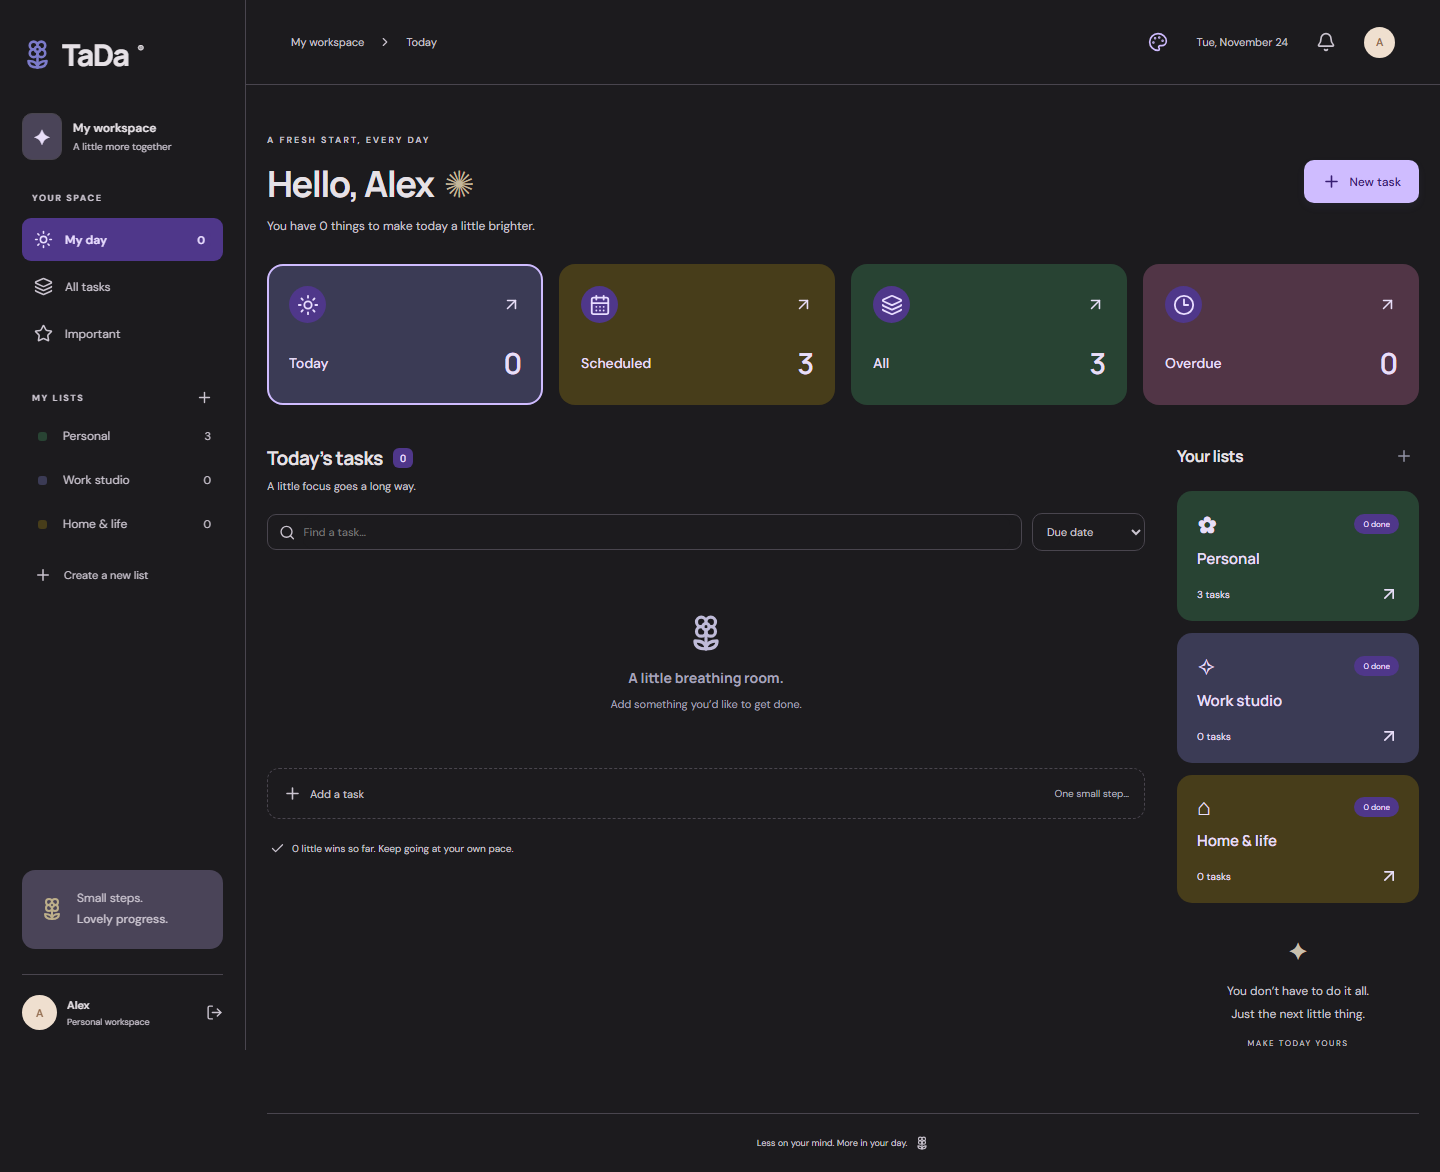 TaDa
My workspace
A little more together
YOUR SPACE
My day 0
All tasks
Important
MY LISTS
Personal 3
Work studio 0
Home & life 0
Create a new list
Small steps.
Lovely progress.
A
Alex
Personal workspace
My workspace > Today
Tue, November 24
A
A FRESH START, EVERY DAY
Hello, Alex
You have 0 things to make today a little brighter.
New task
Today 0
Scheduled 3
All 3
Overdue 0
Today’s tasks 0
A little focus goes a long way.
Find a task…
Due date
A little breathing room.
Add something you’d like to get done.
Add a task
One small step…
0 little wins so far. Keep going at your own pace.
Your lists
0 done
Personal
3 tasks
0 done
Work studio
0 tasks
0 done
Home & life
0 tasks
You don’t have to do it all.
Just the next little thing.
MAKE TODAY YOURS
Less on your mind. More in your day.